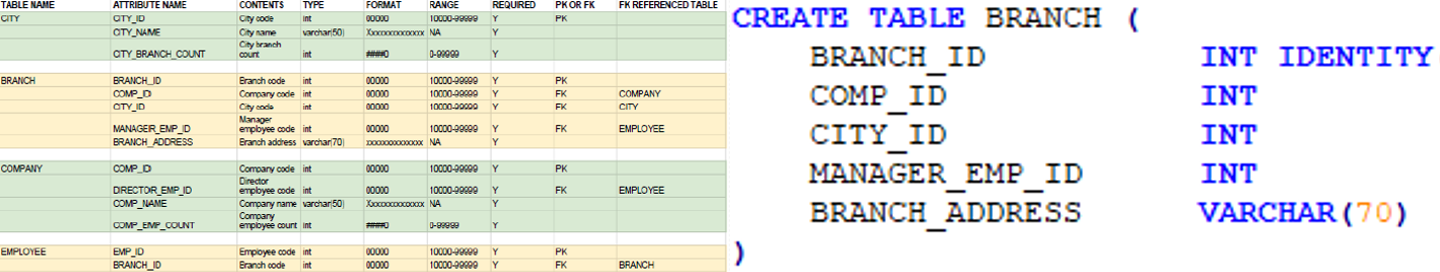 TABLE NAME ATTRIBUTE NAME CONTENTS TYPE FORMAT RANGE REQUIRED PK OR FK FK REFERENCED TABLE
CITY CITY_ID City code int 00000 10000-99999 Y PK
CITY_NAME City name varchar(50) Xxxxxxxxxxxxx NA Y
City branch
CITY_BRANCH_COUNT count int ####0 0-99999 Y
BRANCH BRANCH_ID Branch code int 00000 10000-99999 Y PK
COMP_ID Company code int 00000 10000-99999 Y FK COMPANY
CITY_ID City code int 00000 10000-99999 Y FK CITY
Manager
MANAGER_EMP_ID employee code int 00000 10000-99999 Y FK EMPLOYEE
BRANCH_ADDRESS Branch address varchar(70) xxxxxxxxxxxxx NA Y
COMPANY COMP_ID Company code int 00000 10000-99999 Y PK
Director
DIRECTOR_EMP_ID employee code int 00000 10000-99999 Y FK EMPLOYEE
COMP_NAME Company name varchar(50) Xxxxxxxxxxxxx NA Y
Company
COMP_EMP_COUNT employee count int ####0 0-99999 Y
EMPLOYEE EMP_ID Employee code int 00000 10000-99999 Y PK
BRANCH_ID Branch code int 00000 10000-99999 Y FK BRANCH
CREATE TABLE BRANCH (
BRANCH_ID INT IDENTITY
COMP_ID INT
CITY_ID INT
MANAGER_EMP_ID INT
BRANCH_ADDRESS VARCHAR(70)
)